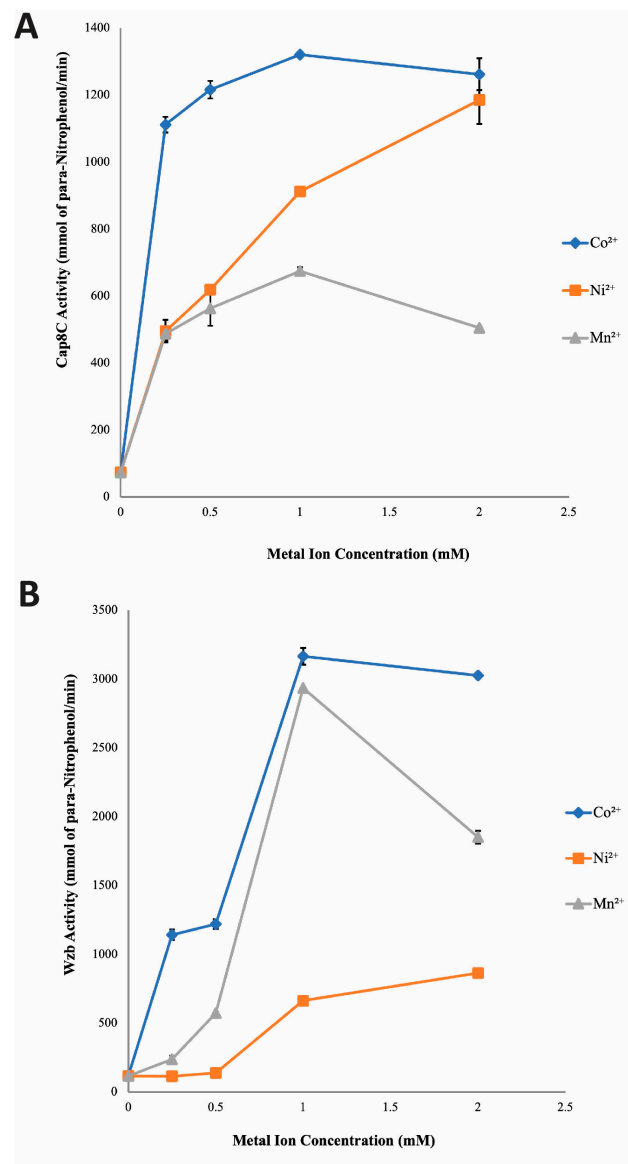 A
Cap8C Activity (mmol of para-Nitrophenol/min)
1400
1200
1000
800
600
400
200
0
0 0.5 1 1.5 2 2.5
Metal Ion Concentration (mM)
Co²⁺
Ni²⁺
Mn²⁺
B
Wzb Activity (mmol of para-Nitrophenol/min)
3500
3000
2500
2000
1500
1000
500
0
0 0.5 1 1.5 2 2.5
Metal Ion Concentration (mM)
Co²⁺
Ni²⁺
Mn²⁺